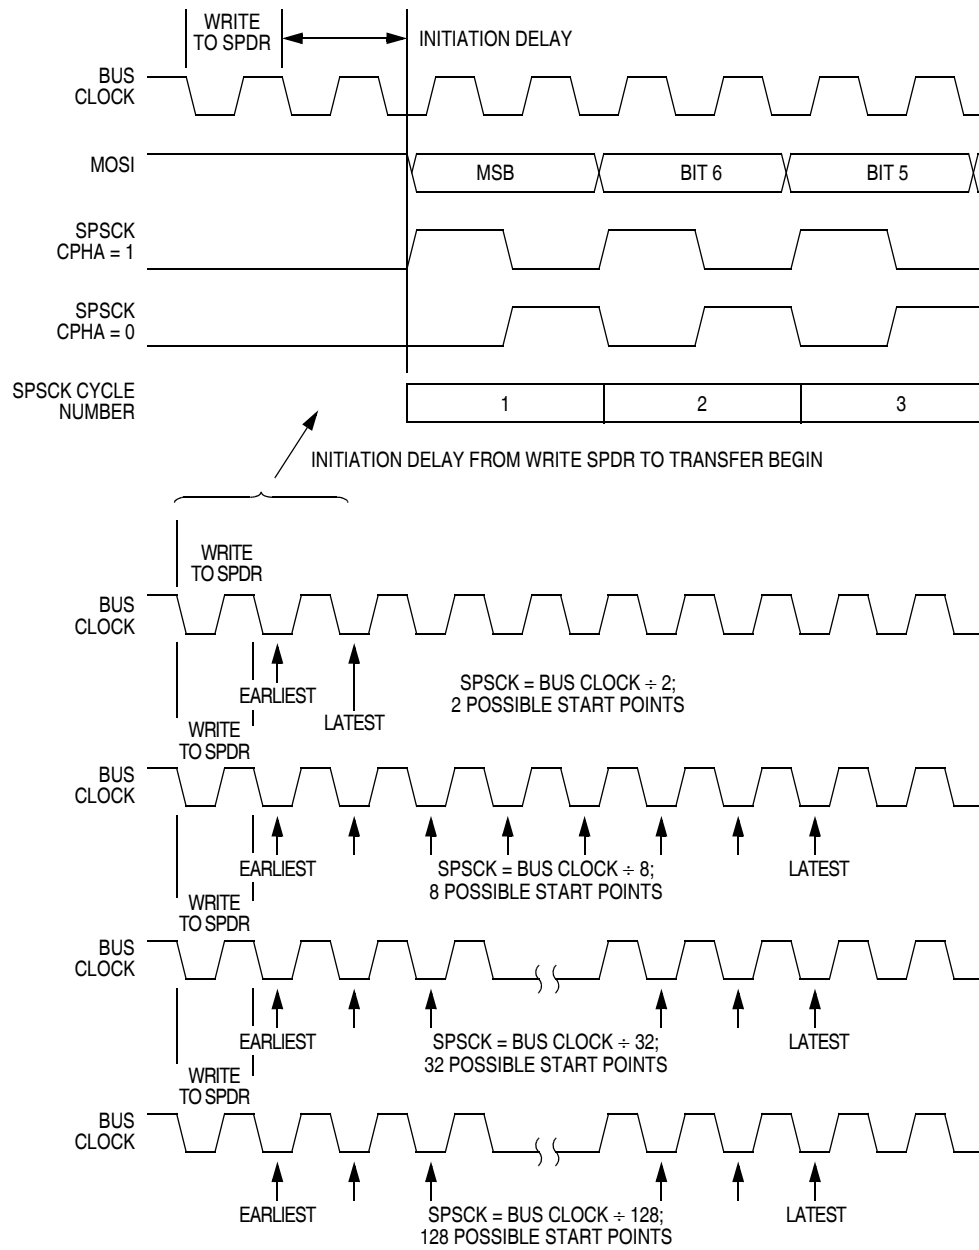 WRITE
TO SPDR
INITIATION DELAY
BUS
CLOCK
MOSI
MSB
BIT 6
BIT 5
SPSCK
CPHA = 1
SPSCK
CPHA = 0
SPSCK CYCLE
NUMBER
1
2
3
INITIATION DELAY FROM WRITE SPDR TO TRANSFER BEGIN
WRITE
TO SPDR
BUS
CLOCK
EARLIEST
LATEST
SPSCK = BUS CLOCK ÷ 2;
2 POSSIBLE START POINTS
WRITE
TO SPDR
BUS
CLOCK
EARLIEST
SPSCK = BUS CLOCK ÷ 8;
8 POSSIBLE START POINTS
LATEST
WRITE
TO SPDR
BUS
CLOCK
EARLIEST
SPSCK = BUS CLOCK ÷ 32;
32 POSSIBLE START POINTS
LATEST
WRITE
TO SPDR
BUS
CLOCK
EARLIEST
SPSCK = BUS CLOCK ÷ 128;
128 POSSIBLE START POINTS
LATEST